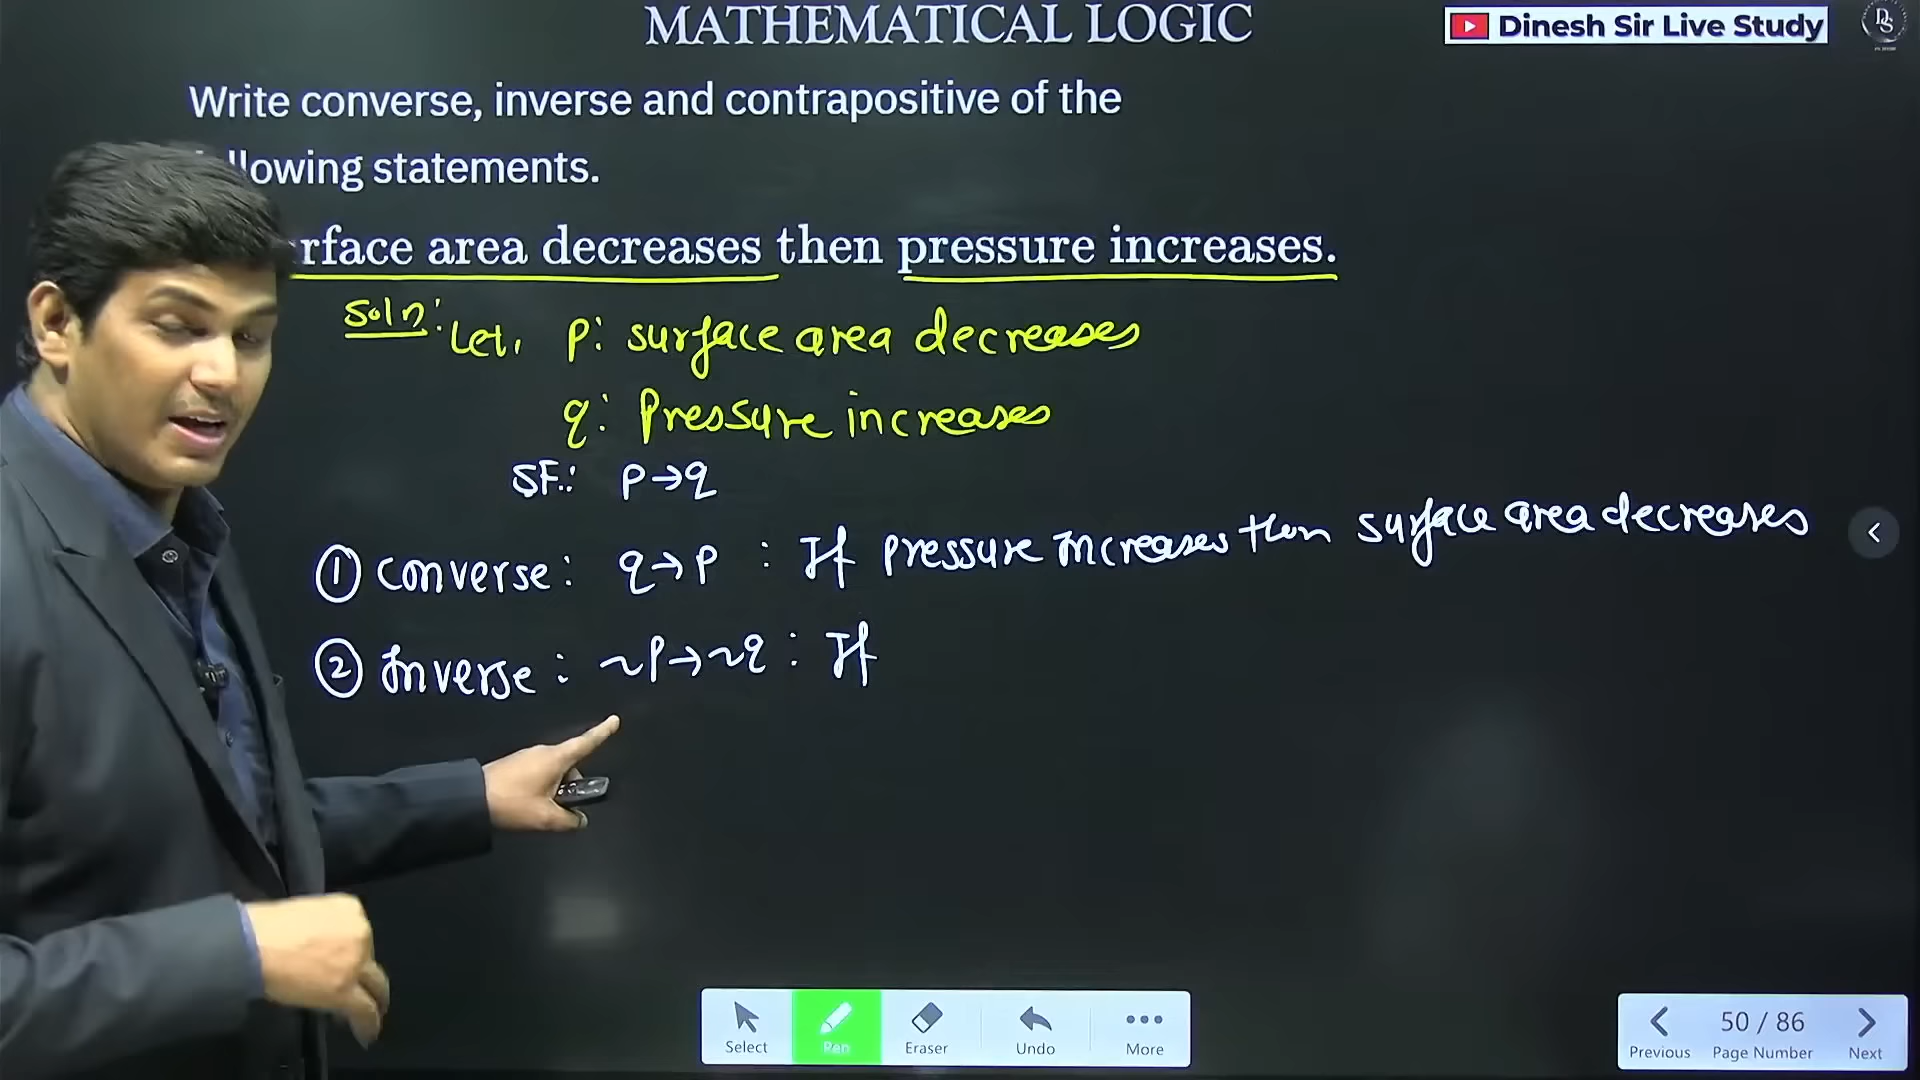 MATHEMATICAL LOGIC
Dinesh Sir Live Study
DS
Write converse, inverse and contrapositive of the
llowing statements.
rface area decreases then pressure increases.
Soln:
Let, p: surface area decreases
q: Pressure increases
SF.: p→q
① Converse: q→p : If pressure increases then surface area decreases
② Inverse: ~p→~q : If
Select Pen Eraser Undo More
50 / 86
Previous Page Number Next